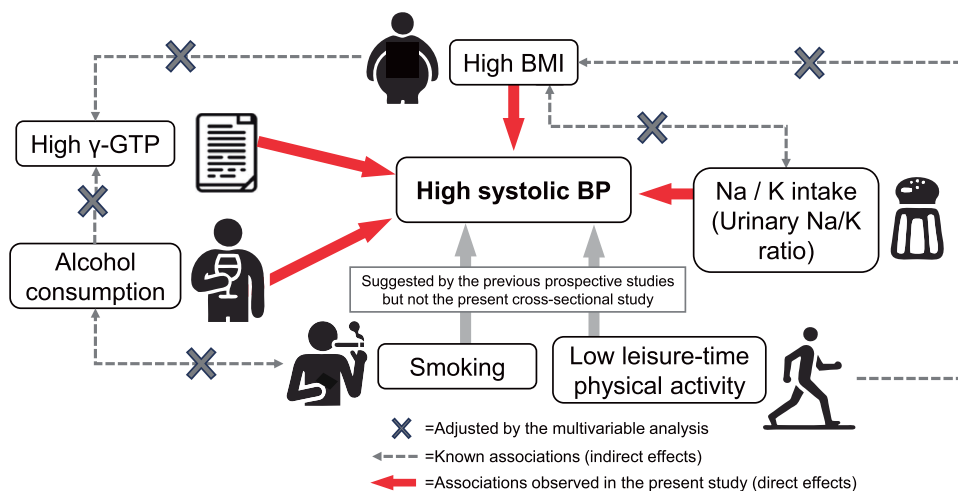 High BMI
High γ-GTP
High systolic BP
Na / K intake
(Urinary Na/K
ratio)
Alcohol
consumption
Suggested by the previous prospective studies
but not the present cross-sectional study
Smoking
Low leisure-time
physical activity
=Adjusted by the multivariable analysis
=Known associations (indirect effects)
=Associations observed in the present study (direct effects)